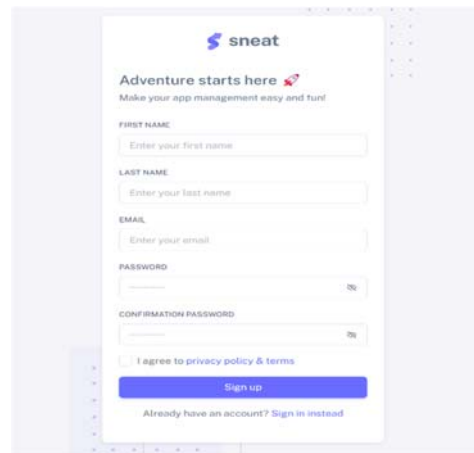 sneat
Adventure starts here 🚀
Make your app management easy and fun!
FIRST NAME
Enter your first name
LAST NAME
Enter your last name
EMAIL
Enter your email
PASSWORD
CONFIRMATION PASSWORD
I agree to privacy policy & terms
Sign up
Already have an account? Sign in instead